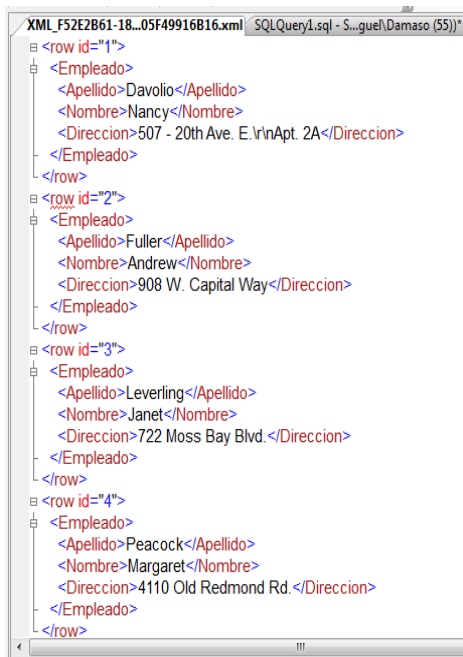 XML_F52E2B61-18...05F49916B16.xml SQLQuery1.sql - S...guel\Damaso (55))*
<row id="1">
<Empleado>
<Apellido>Davolio</Apellido>
<Nombre>Nancy</Nombre>
<Direccion>507 - 20th Ave. E.\r\nApt. 2A</Direccion>
</Empleado>
</row>
<row id="2">
<Empleado>
<Apellido>Fuller</Apellido>
<Nombre>Andrew</Nombre>
<Direccion>908 W. Capital Way</Direccion>
</Empleado>
</row>
<row id="3">
<Empleado>
<Apellido>Leverling</Apellido>
<Nombre>Janet</Nombre>
<Direccion>722 Moss Bay Blvd.</Direccion>
</Empleado>
</row>
<row id="4">
<Empleado>
<Apellido>Peacock</Apellido>
<Nombre>Margaret</Nombre>
<Direccion>4110 Old Redmond Rd.</Direccion>
</Empleado>
</row>